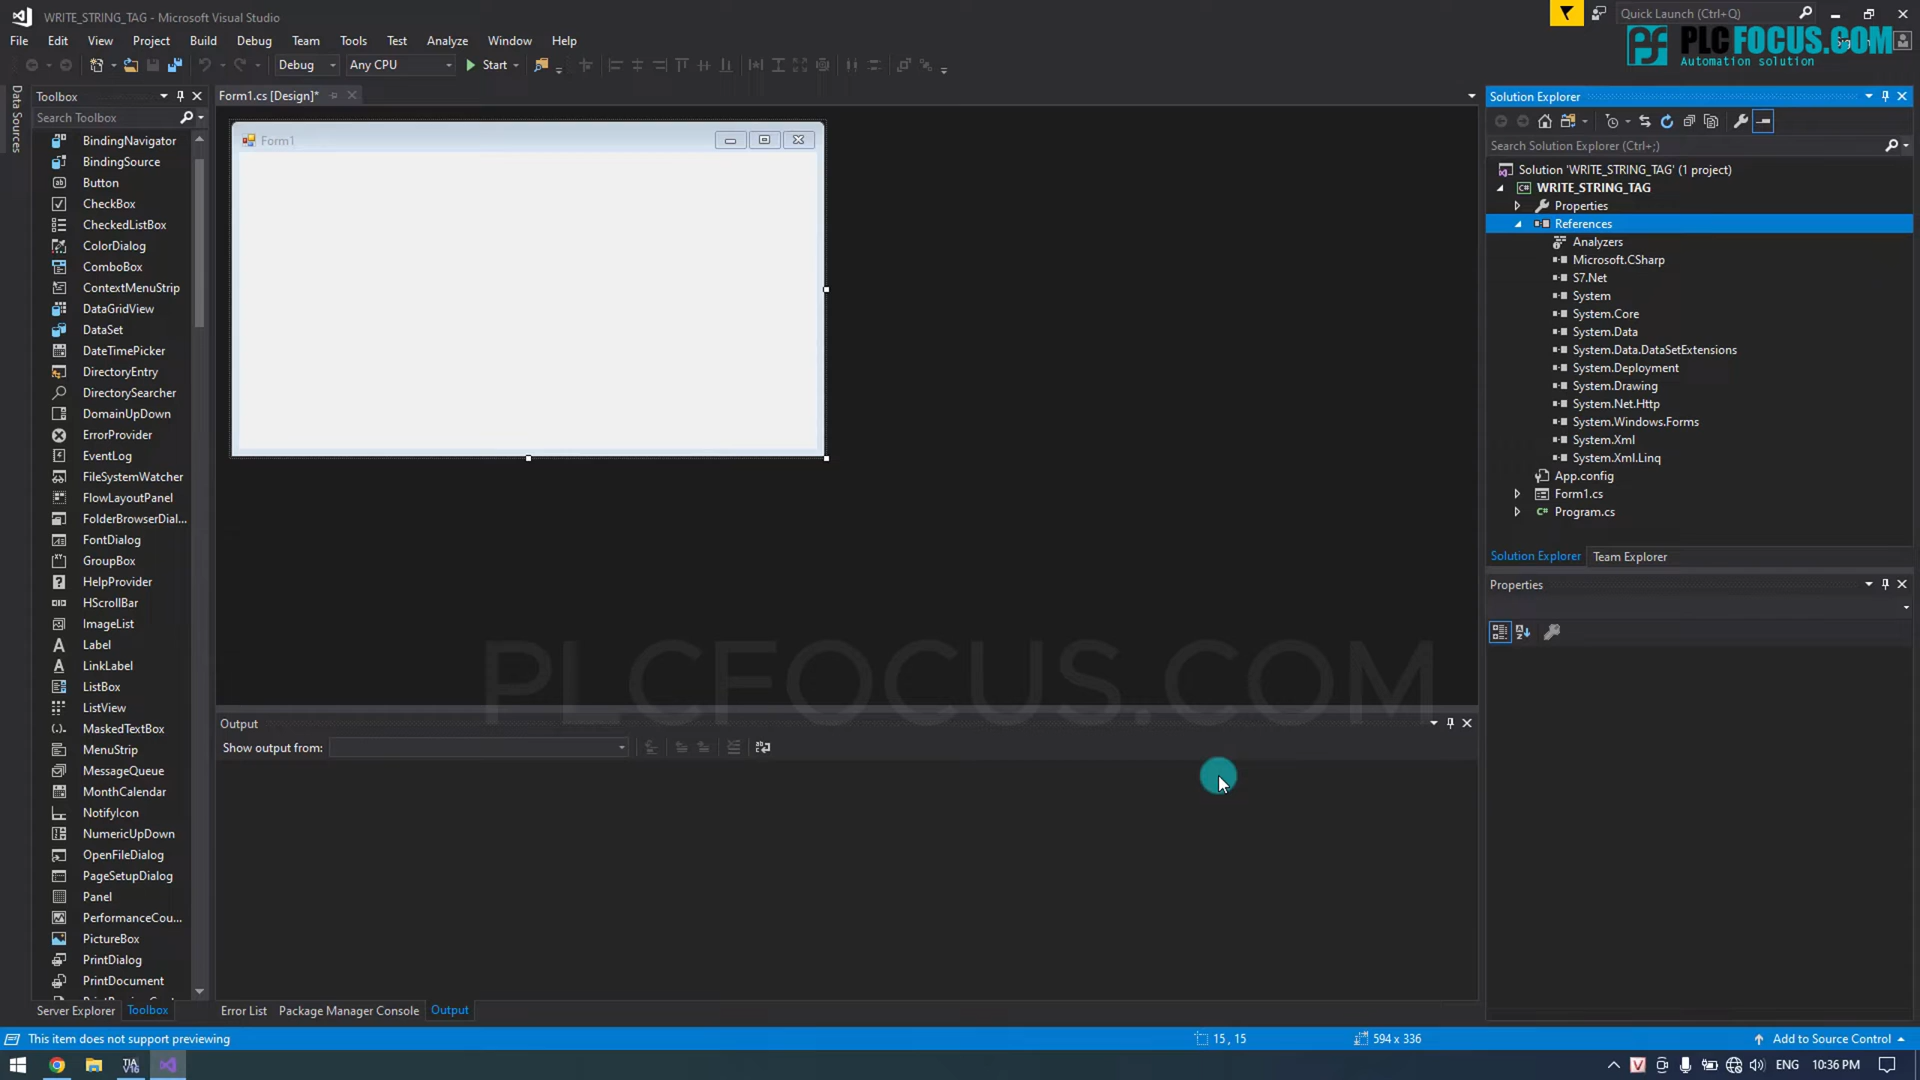 WRITE_STRING_TAG - Microsoft Visual Studio
Quick Launch (Ctrl+Q)
File Edit View Project Build Debug Team Tools Test Analyze Window Help
PLCFOCUS.COM
Automation solution
Debug Any CPU Start
Data Sources
Toolbox
Search Toolbox
BindingNavigator
BindingSource
Button
CheckBox
CheckedListBox
ColorDialog
ComboBox
ContextMenuStrip
DataGridView
DataSet
DateTimePicker
DirectoryEntry
DirectorySearcher
DomainUpDown
ErrorProvider
EventLog
FileSystemWatcher
FlowLayoutPanel
FolderBrowserDial...
FontDialog
GroupBox
HelpProvider
HScrollBar
ImageList
Label
LinkLabel
ListBox
ListView
MaskedTextBox
MenuStrip
MessageQueue
MonthCalendar
NotifyIcon
NumericUpDown
OpenFileDialog
PageSetupDialog
Panel
PerformanceCou...
PictureBox
PrintDialog
PrintDocument
Server Explorer Toolbox
Form1.cs [Design]*
Form1
PLCFOCUS.COM
Output
Show output from:
Error List Package Manager Console Output
Solution Explorer
Search Solution Explorer (Ctrl+;)
Solution 'WRITE_STRING_TAG' (1 project)
WRITE_STRING_TAG
Properties
References
Analyzers
Microsoft.CSharp
S7.Net
System
System.Core
System.Data
System.Data.DataSetExtensions
System.Deployment
System.Drawing
System.Net.Http
System.Windows.Forms
System.Xml
System.Xml.Linq
App.config
Form1.cs
Program.cs
Solution Explorer Team Explorer
Properties
This item does not support previewing
15 , 15
594 x 336
Add to Source Control
ENG 10:36 PM